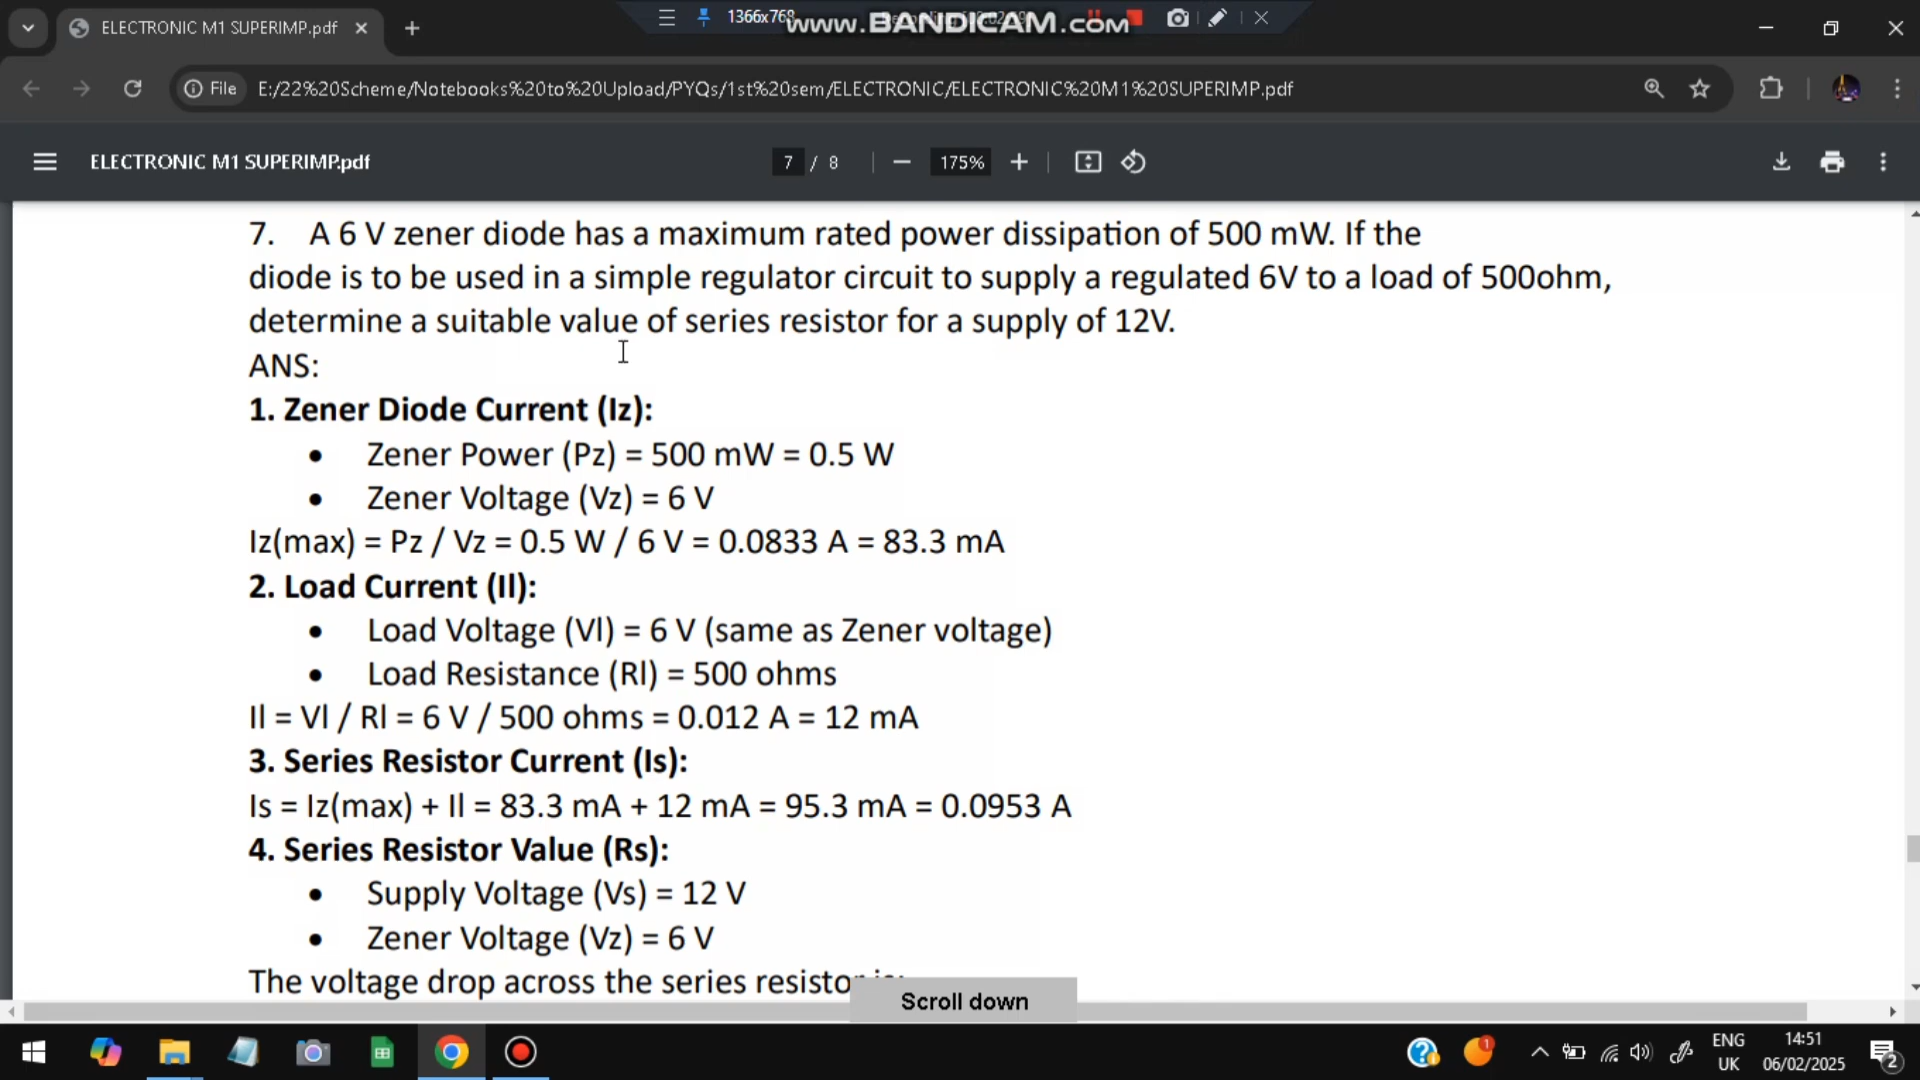 ELECTRONIC M1 SUPERIMP.pdf
1366x768
www.BANDICAM.com
File
E:/22%20Scheme/Notebooks%20to%20Upload/PYQs/1st%20sem/ELECTRONIC/ELECTRONIC%20M1%20SUPERIMP.pdf
ELECTRONIC M1 SUPERIMP.pdf
7 / 8
175%
7. A 6 V zener diode has a maximum rated power dissipation of 500 mW. If the
diode is to be used in a simple regulator circuit to supply a regulated 6V to a load of 500ohm,
determine a suitable value of series resistor for a supply of 12V.
ANS:
1. Zener Diode Current (Iz):
• Zener Power (Pz) = 500 mW = 0.5 W
• Zener Voltage (Vz) = 6 V
Iz(max) = Pz / Vz = 0.5 W / 6 V = 0.0833 A = 83.3 mA
2. Load Current (Il):
• Load Voltage (Vl) = 6 V (same as Zener voltage)
• Load Resistance (Rl) = 500 ohms
Il = Vl / Rl = 6 V / 500 ohms = 0.012 A = 12 mA
3. Series Resistor Current (Is):
Is = Iz(max) + Il = 83.3 mA + 12 mA = 95.3 mA = 0.0953 A
4. Series Resistor Value (Rs):
• Supply Voltage (Vs) = 12 V
• Zener Voltage (Vz) = 6 V
The voltage drop across the series resistor is:
Scroll down
ENG
UK
14:51
06/02/2025
1
2